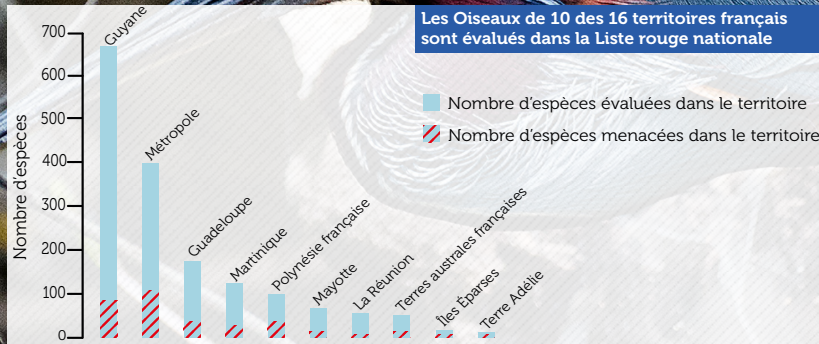 Les Oiseaux de 10 des 16 territoires français
sont évalués dans la Liste rouge nationale
Nombre d'espèces évaluées dans le territoire
Nombre d'espèces menacées dans le territoire
Nombre d'espèces
700
600
500
400
300
200
100
0
Guyane
Métropole
Guadeloupe
Martinique
Polynésie française
Mayotte
La Réunion
Terres australes françaises
Îles Éparses
Terre Adélie